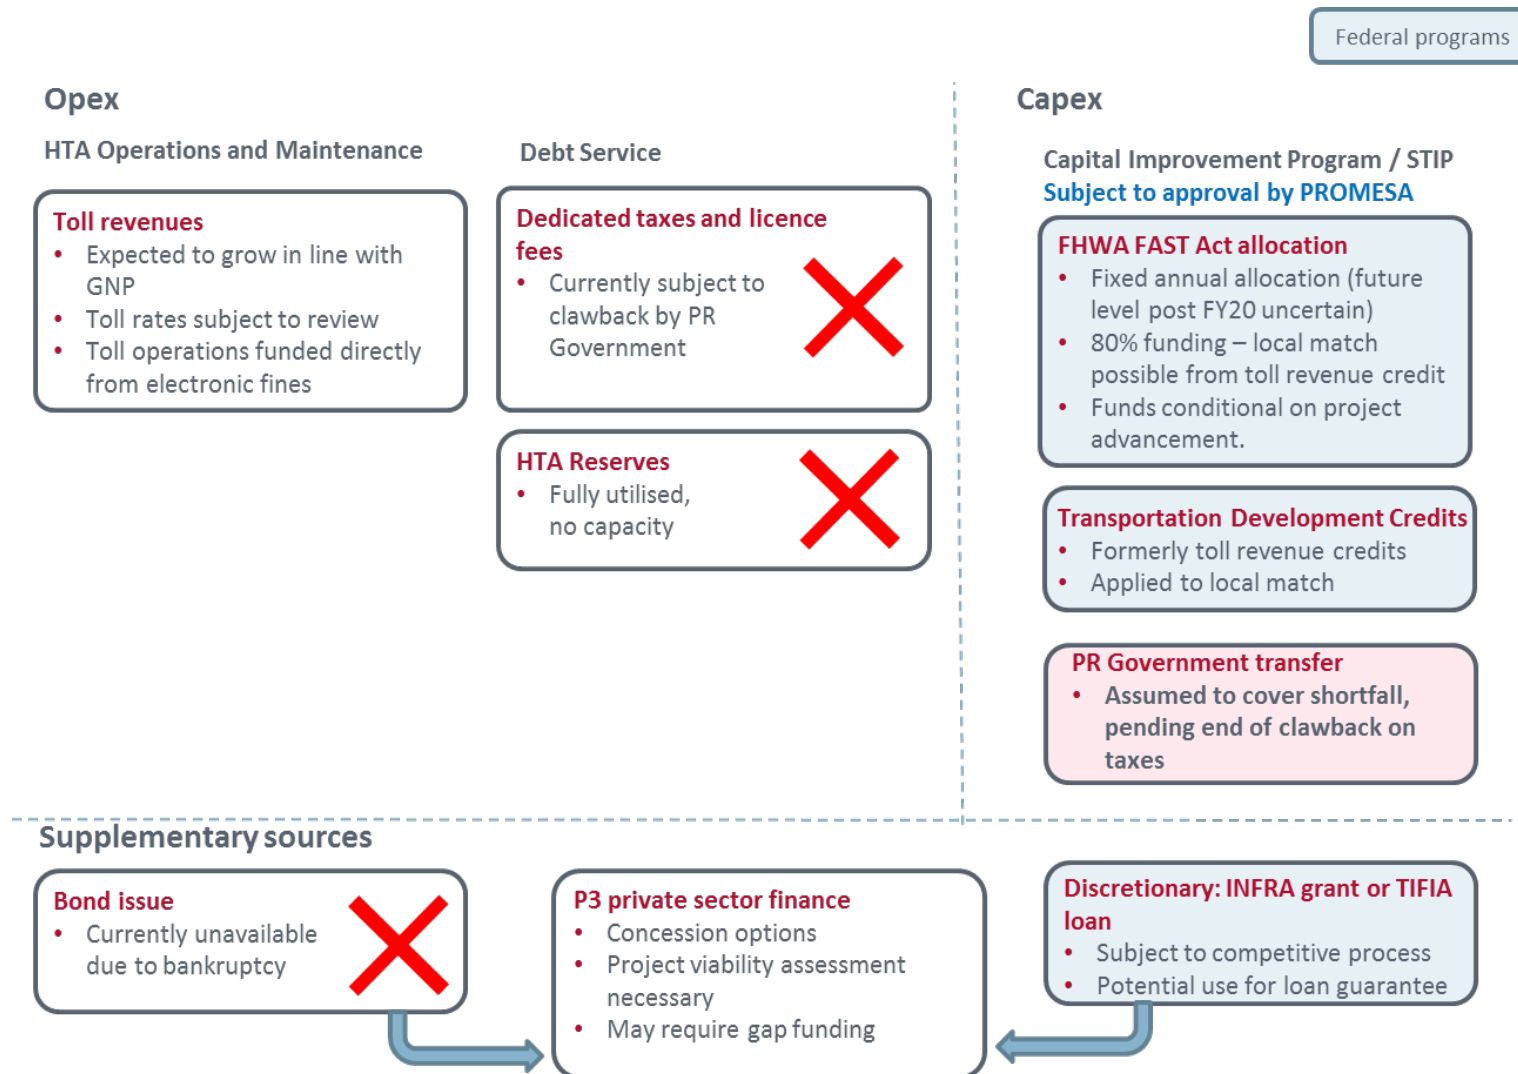 Federal programs
Opex
HTA Operations and Maintenance
Toll revenues
• Expected to grow in line with
GNP
• Toll rates subject to review
• Toll operations funded directly
from electronic fines
Debt Service
Dedicated taxes and licence
fees
• Currently subject to
clawback by PR
Government
HTA Reserves
• Fully utilised,
no capacity
Capex
Capital Improvement Program / STIP
Subject to approval by PROMESA
FHWA FAST Act allocation
• Fixed annual allocation (future
level post FY20 uncertain)
• 80% funding – local match
possible from toll revenue credit
• Funds conditional on project
advancement.
Transportation Development Credits
• Formerly toll revenue credits
• Applied to local match
PR Government transfer
• Assumed to cover shortfall,
pending end of clawback on
taxes
Supplementary sources
Bond issue
• Currently unavailable
due to bankruptcy
P3 private sector finance
• Concession options
• Project viability assessment
necessary
• May require gap funding
Discretionary: INFRA grant or TIFIA
loan
• Subject to competitive process
• Potential use for loan guarantee